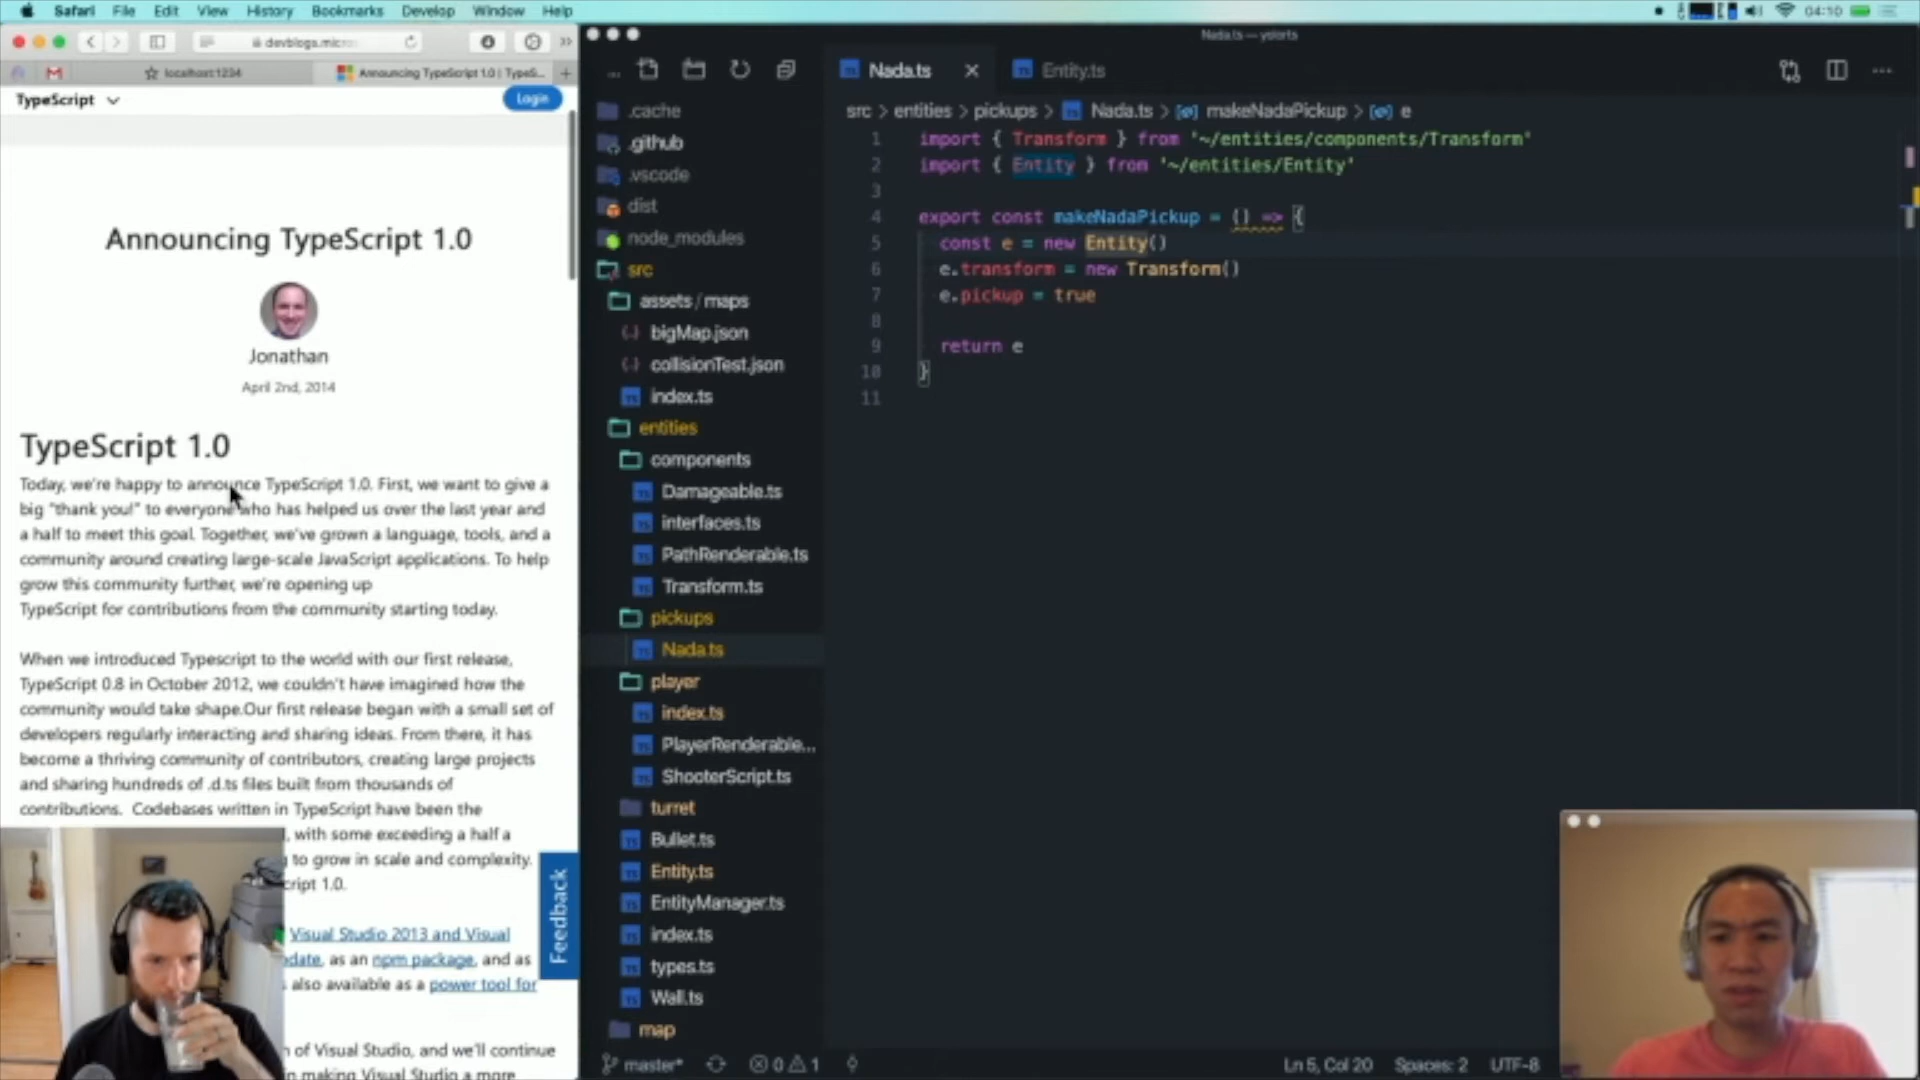 Safari File Edit View History Bookmarks Develop Window Help
04:10
devblogs.micro
localhost:1234
Announcing TypeScript 1.0 | TypeS...
TypeScript
Login
Announcing TypeScript 1.0
Jonathan
April 2nd, 2014
TypeScript 1.0
Today, we're happy to announce TypeScript 1.0. First, we want to give a
big "thank you!" to everyone who has helped us over the last year and
a half to meet this goal. Together, we've grown a language, tools, and a
community around creating large-scale JavaScript applications. To help
grow this community further, we're opening up
TypeScript for contributions from the community starting today.
When we introduced Typescript to the world with our first release,
TypeScript 0.8 in October 2012, we couldn't have imagined how the
community would take shape.Our first release began with a small set of
developers regularly interacting and sharing ideas. From there, it has
become a thriving community of contributors, creating large projects
and sharing hundreds of .d.ts files built from thousands of
contributions. Codebases written in TypeScript have been the
, with some exceeding a half a
to grow in scale and complexity.
cript 1.0.
Visual Studio 2013 and Visual
date, as an npm package, and as
also available as a power tool for
of Visual Studio, and we'll continue
in making Visual Studio a more
Feedback
Nada.ts — yslorts
...
.cache
.github
.vscode
dist
node_modules
src
assets / maps
bigMap.json
collisionTest.json
index.ts
entities
components
Damageable.ts
interfaces.ts
PathRenderable.ts
Transform.ts
pickups
Nada.ts
player
index.ts
PlayerRenderable...
ShooterScript.ts
turret
Bullet.ts
Entity.ts
EntityManager.ts
index.ts
types.ts
Wall.ts
map
Nada.ts
Entity.ts
src > entities > pickups > Nada.ts > makeNadaPickup > e
1 import { Transform } from '~/entities/components/Transform'
2 import { Entity } from '~/entities/Entity'
3
4 export const makeNadaPickup = () => {
5 const e = new Entity()
6 e.transform = new Transform()
7 e.pickup = true
8
9 return e
10 }
11
master* 0 1
Ln 5, Col 20 Spaces: 2 UTF-8